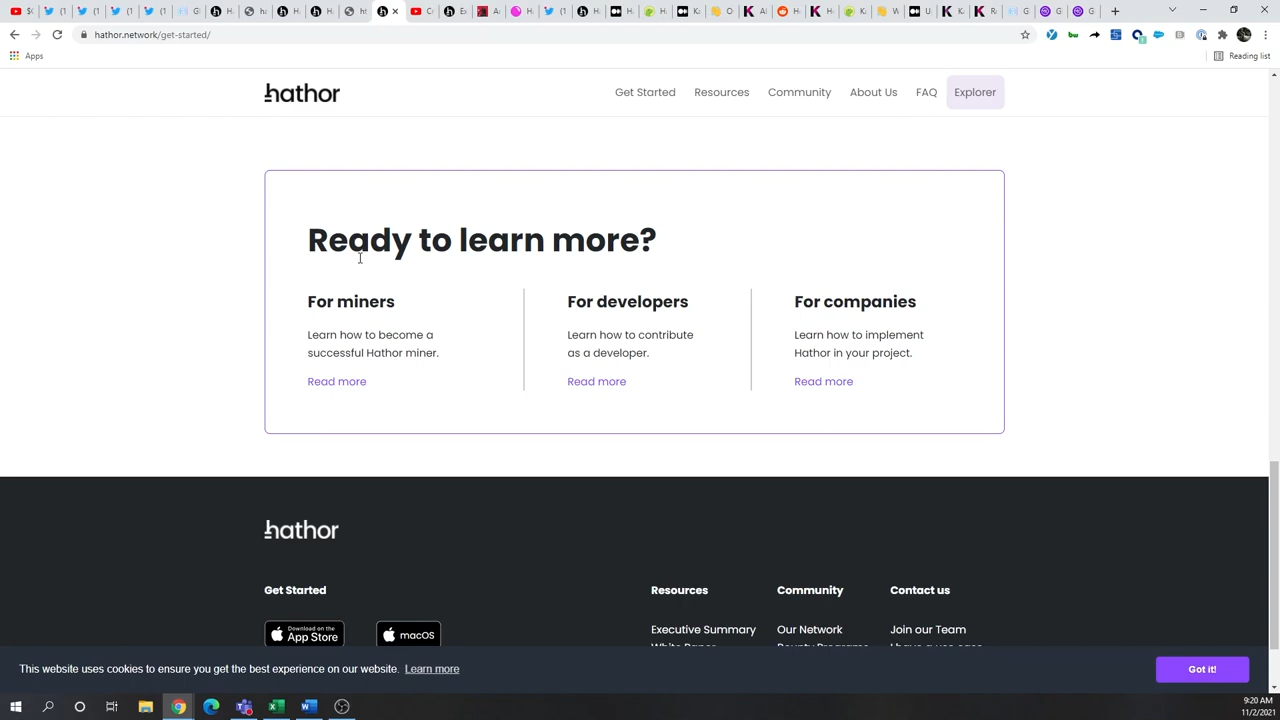 hathor.network/get-started/
Apps
Reading list
hathor
Get Started
Resources
Community
About Us
FAQ
Explorer
Ready to learn more?
For miners
Learn how to become a
successful Hathor miner.
Read more
For developers
Learn how to contribute
as a developer.
Read more
For companies
Learn how to implement
Hathor in your project.
Read more
hathor
Get Started
Download on the
App Store
macOS
Resources
Executive Summary
Community
Our Network
Contact us
Join our Team
This website uses cookies to ensure you get the best experience on our website. Learn more
Got it!
9:20 AM
11/2/2021